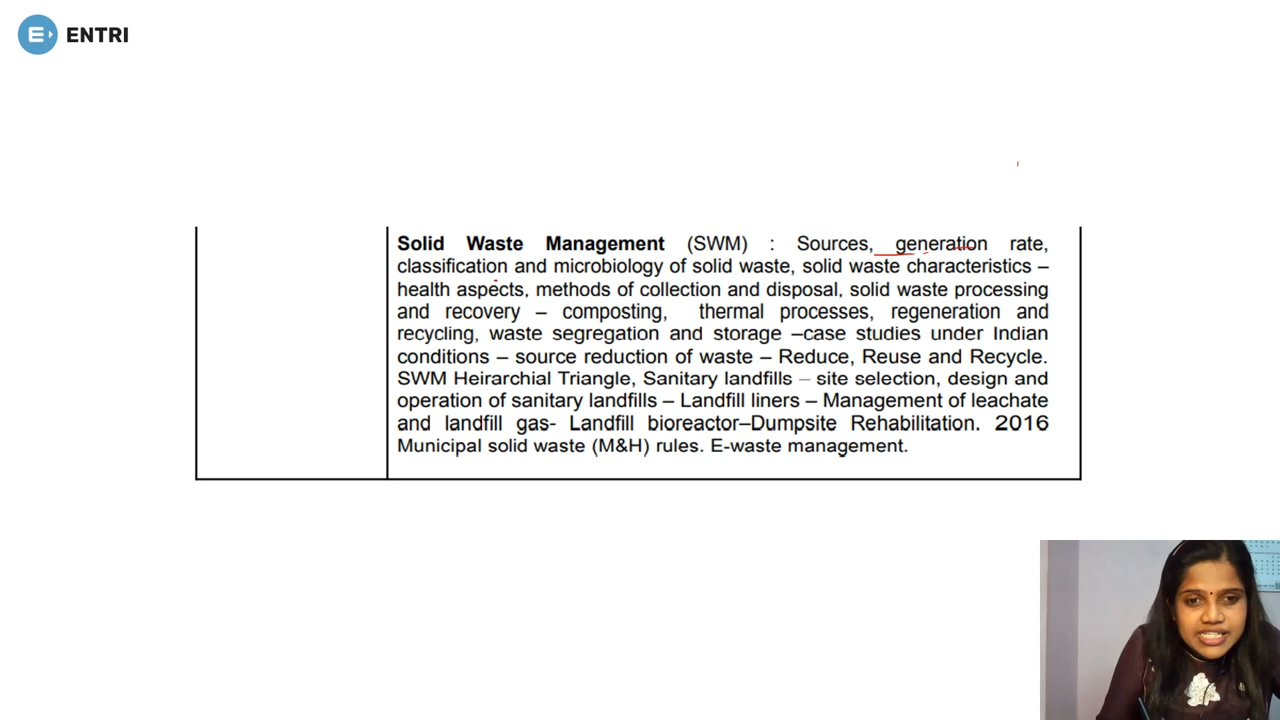 ENTRI
Solid Waste Management (SWM) : Sources, generation rate,
classification and microbiology of solid waste, solid waste characteristics –
health aspects, methods of collection and disposal, solid waste processing
and recovery – composting, thermal processes, regeneration and
recycling, waste segregation and storage –case studies under Indian
conditions – source reduction of waste – Reduce, Reuse and Recycle.
SWM Heirarchial Triangle, Sanitary landfills – site selection, design and
operation of sanitary landfills – Landfill liners – Management of leachate
and landfill gas- Landfill bioreactor–Dumpsite Rehabilitation. 2016
Municipal solid waste (M&H) rules. E-waste management.